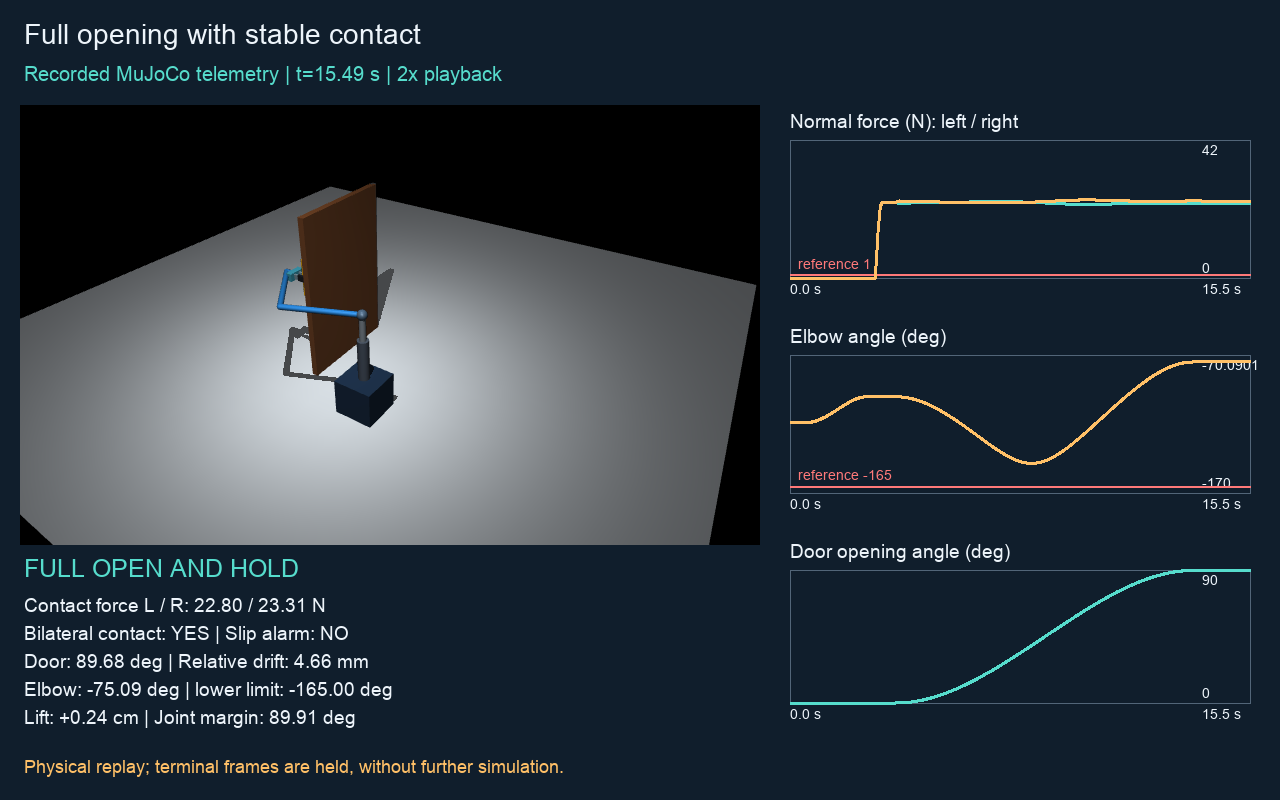 Full opening with stable contact
Recorded MuJoCo telemetry | t=15.49 s | 2x playback
Normal force (N): left / right
42
reference 1
0
0.0 s
15.5 s
Elbow angle (deg)
-70.0901
reference -165
-170
0.0 s
15.5 s
Door opening angle (deg)
90
0
0.0 s
15.5 s
FULL OPEN AND HOLD
Contact force L / R: 22.80 / 23.31 N
Bilateral contact: YES | Slip alarm: NO
Door: 89.68 deg | Relative drift: 4.66 mm
Elbow: -75.09 deg | lower limit: -165.00 deg
Lift: +0.24 cm | Joint margin: 89.91 deg
Physical replay; terminal frames are held, without further simulation.